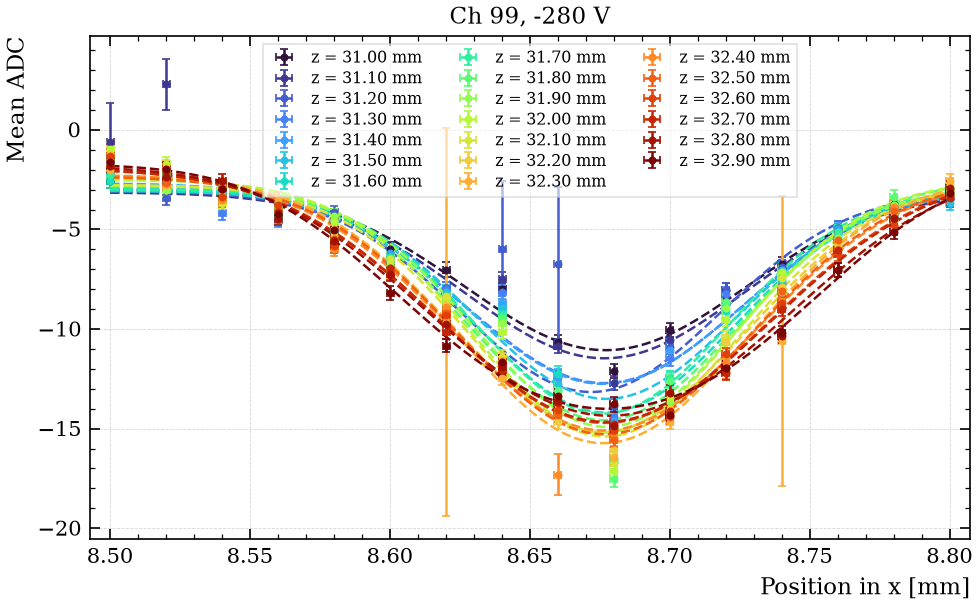 Ch 99, -280 V
Mean ADC
z = 31.00 mm
z = 31.10 mm
z = 31.20 mm
z = 31.30 mm
z = 31.40 mm
z = 31.50 mm
z = 31.60 mm
z = 31.70 mm
z = 31.80 mm
z = 31.90 mm
z = 32.00 mm
z = 32.10 mm
z = 32.20 mm
z = 32.30 mm
z = 32.40 mm
z = 32.50 mm
z = 32.60 mm
z = 32.70 mm
z = 32.80 mm
z = 32.90 mm
0
−5
−10
−15
−20
8.50 8.55 8.60 8.65 8.70 8.75 8.80
Position in x [mm]